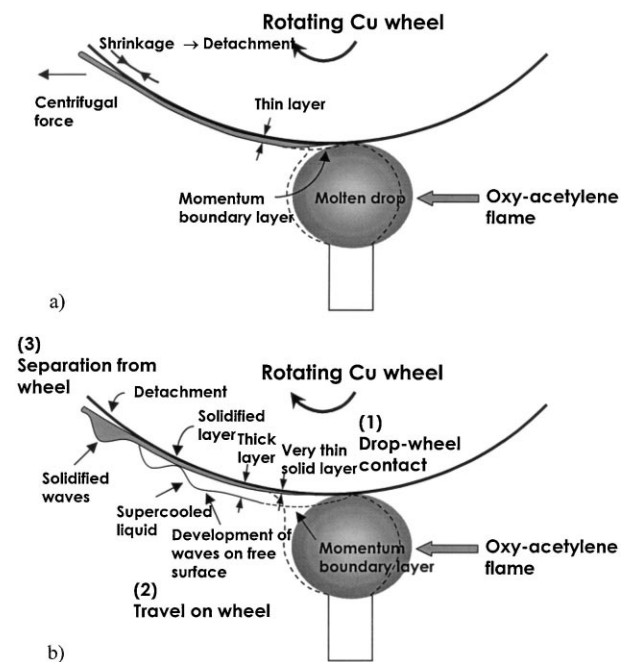 Rotating Cu wheel
Shrinkage → Detachment
Centrifugal
force
Thin layer
Momentum
boundary layer
Molten drop
Oxy-acetylene
flame
a)
(3)
Separation from
wheel
Rotating Cu wheel
Detachment
(1)
Drop-wheel
contact
Solidified
layer
Thick
layer
Very thin
solid layer
Solidified
waves
Supercooled
liquid
Development of
waves on free
surface
Momentum
boundary layer
Oxy-acetylene
flame
(2)
Travel on wheel
b)